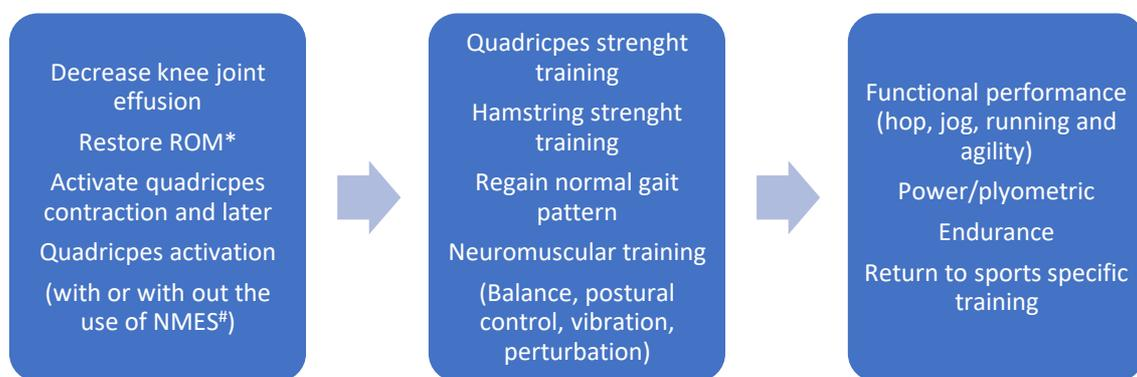 Decrease knee joint
effusion
Restore ROM*
Activate quadricpes
contraction and later
Quadricpes activation
(with or with out the
use of NMES#)
Quadricpes strenght
training
Hamstring strenght
training
Regain normal gait
pattern
Neuromuscular training
(Balance, postural
control, vibration,
perturbation)
Functional performance
(hop, jog, running and
agility)
Power/plyometric
Endurance
Return to sports specific
training